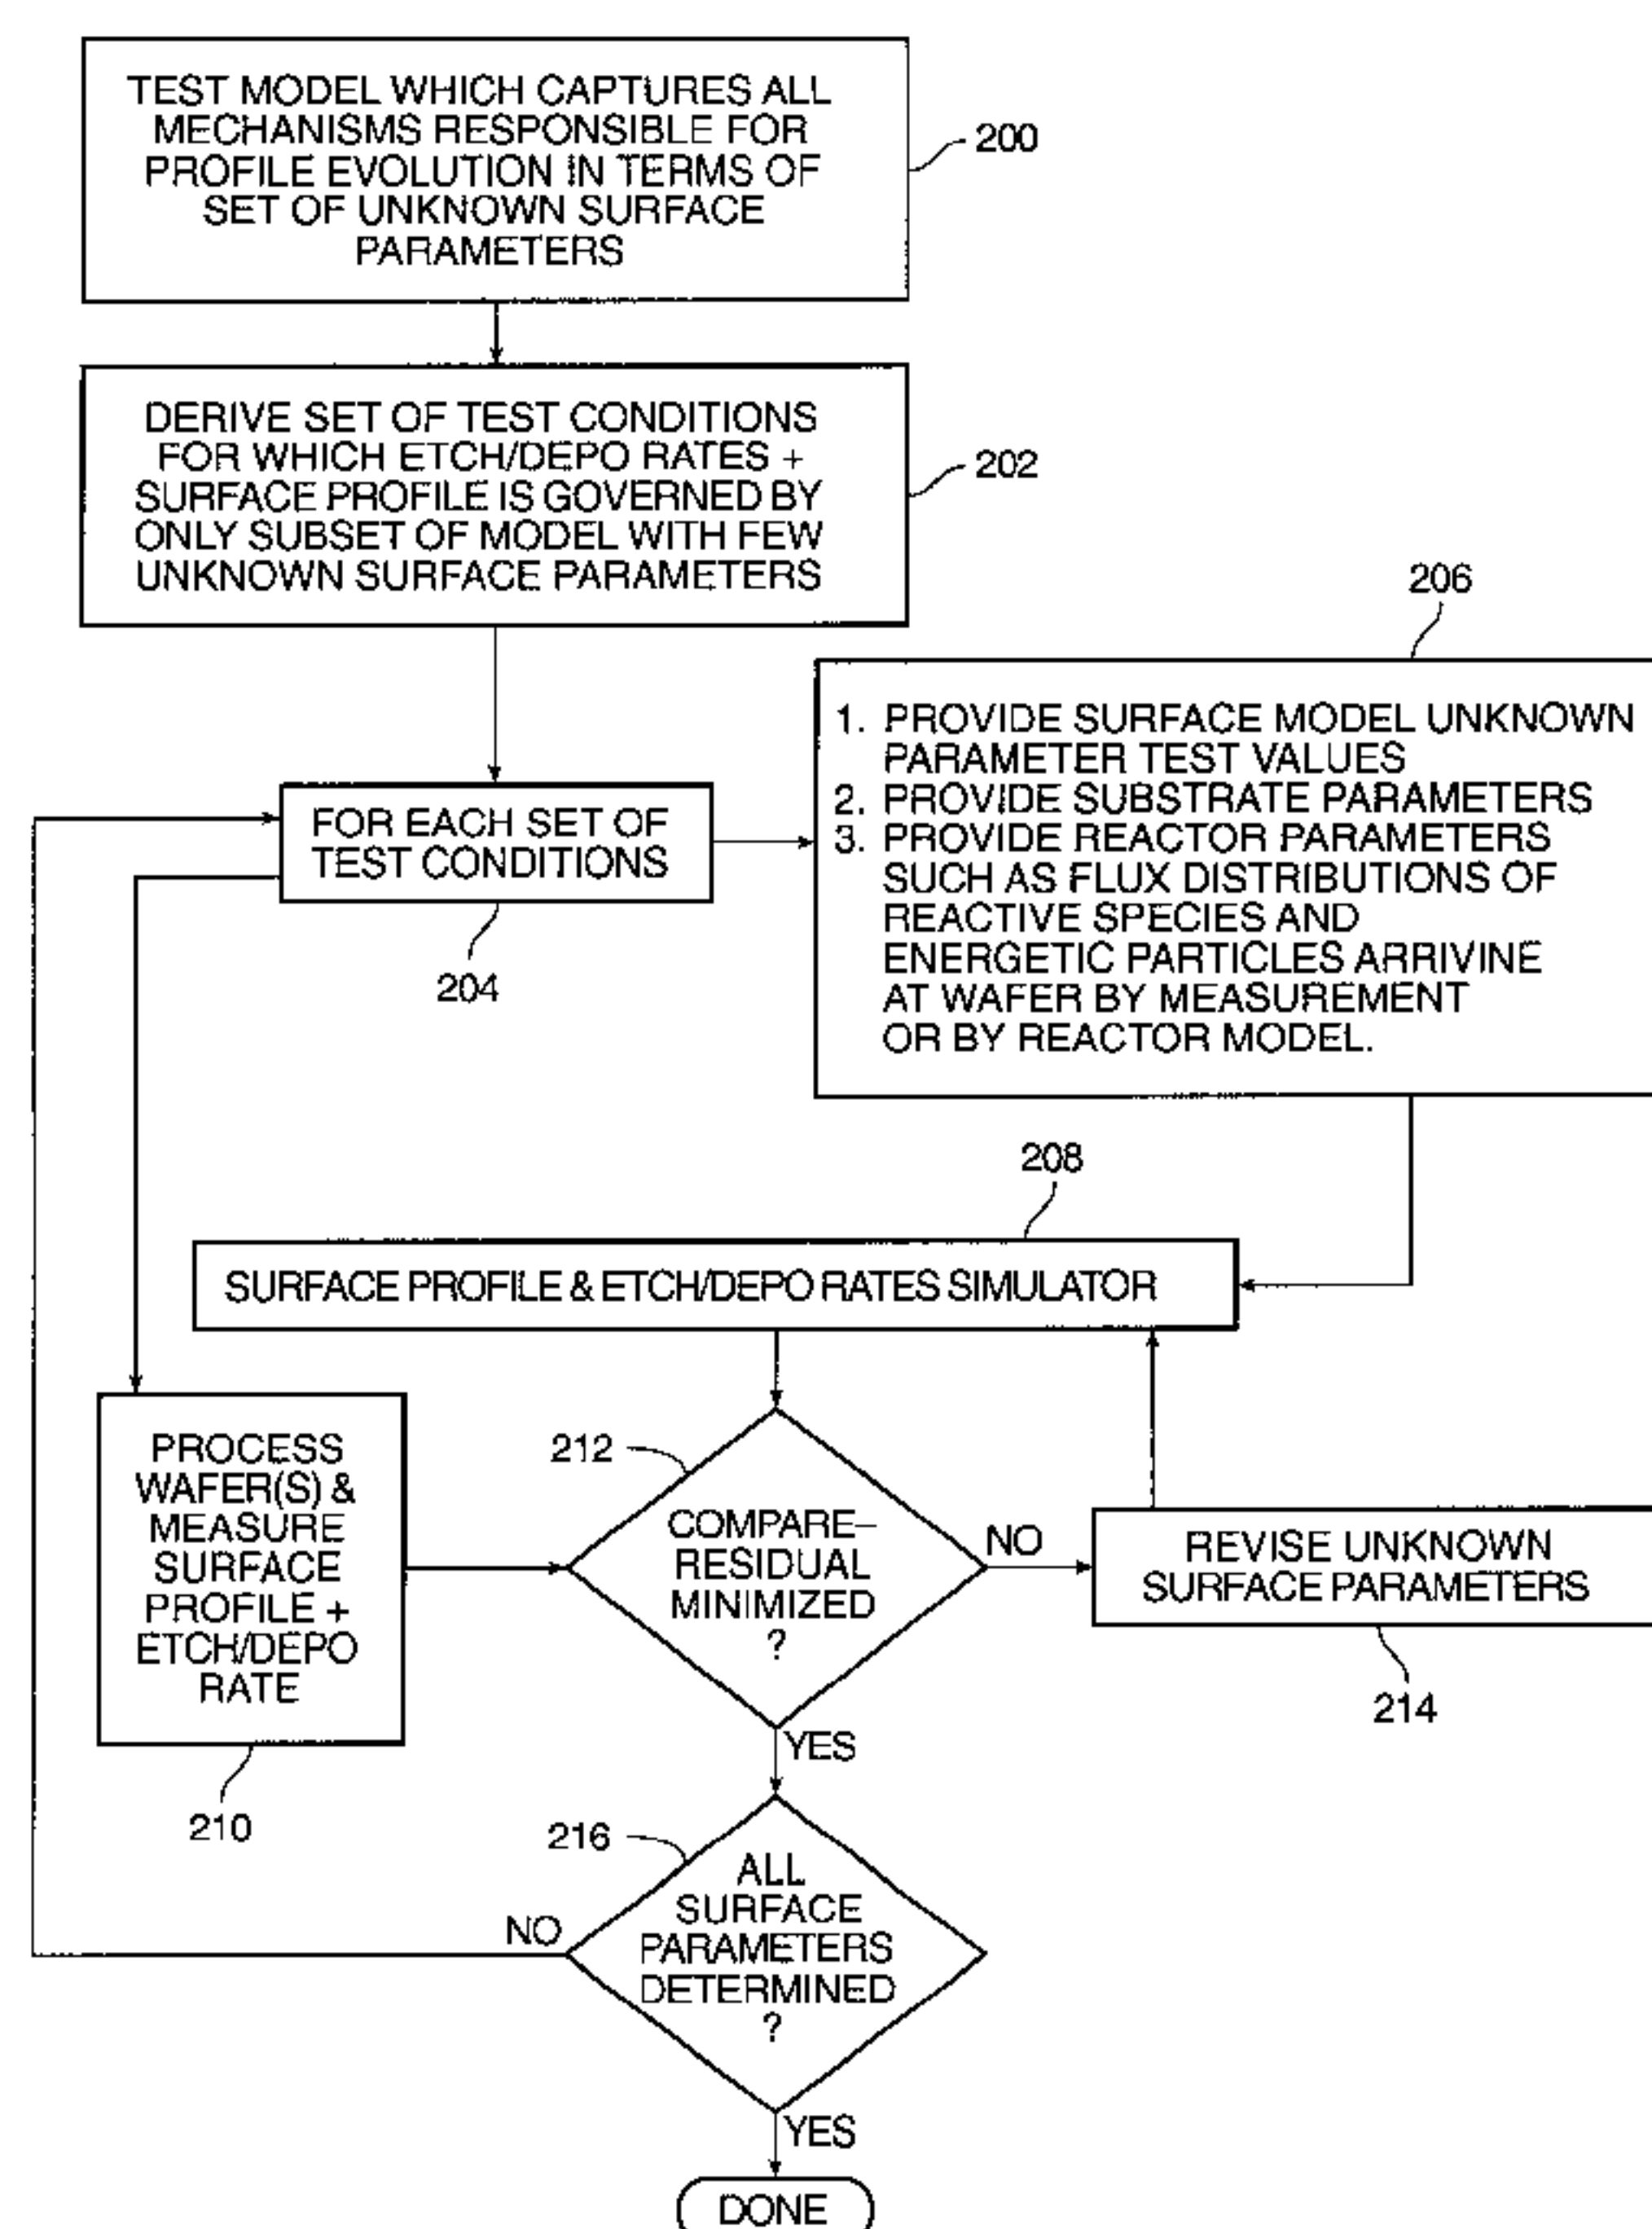 TEST MODEL WHICH CAPTURES ALL
MECHANISMS RESPONSIBLE FOR
PROFILE EVOLUTION IN TERMS OF
SET OF UNKNOWN SURFACE
PARAMETERS
200
DERIVE SET OF TEST CONDITIONS
FOR WHICH ETCH/DEPO RATES +
SURFACE PROFILE IS GOVERNED BY
ONLY SUBSET OF MODEL WITH FEW
UNKNOWN SURFACE PARAMETERS
202
206
1. PROVIDE SURFACE MODEL UNKNOWN
PARAMETER TEST VALUES
2. PROVIDE SUBSTRATE PARAMETERS
3. PROVIDE REACTOR PARAMETERS
SUCH AS FLUX DISTRIBUTIONS OF
REACTIVE SPECIES AND
ENERGETIC PARTICLES ARRIVINE
AT WAFER BY MEASUREMENT
OR BY REACTOR MODEL.
FOR EACH SET OF
TEST CONDITIONS
204
208
SURFACE PROFILE & ETCH/DEPO RATES SIMULATOR
PROCESS
WAFER(S) &
MEASURE
SURFACE
PROFILE +
ETCH/DEPO
RATE
210
212
COMPARE–
RESIDUAL
MINIMIZED
?
NO
REVISE UNKNOWN
SURFACE PARAMETERS
214
YES
216
ALL
SURFACE
PARAMETERS
DETERMINED
?
NO
YES
DONE